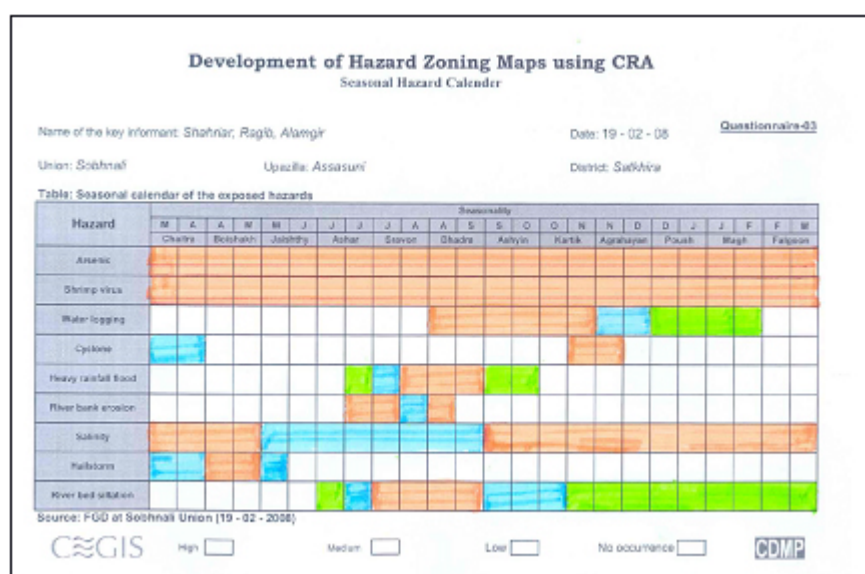 Development of Hazard Zoning Maps using CRA
Seasonal Hazard Calender
Name of the key informant: Shahriar, Ragib, Alamgir Date: 19 - 02 - 08 Questionnaire-03
Union: Sobhnali Upazilla: Assasuni District: Satkhira
Table: Seasonal calendar of the exposed hazards
Hazard Seasonality
M A A M M J J J J A A S S O O N N D D J J F F M
Choitra Boishakh Jaishthy Ashar Sravon Bhadra Ashyin Kartik Agrahayan Poush Magh Falgoon
Arsenic
Shrimp virus
Water logging
Cyclone
Heavy rainfall flood
River bank erosion
Salinity
Hailstorm
River bed siltation
Source: FGD at Sobhnali Union (19 - 02 - 2008)
CEGIS High Medium Low No occurrence CDMP